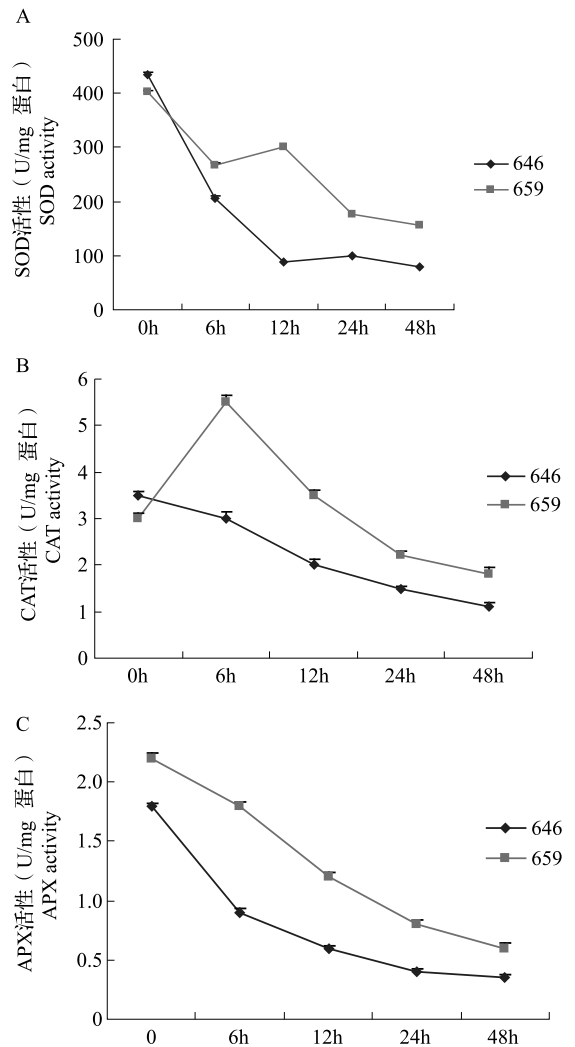 A
SOD活性（U/mg 蛋白）
SOD activity
500
400
300
200
100
0
0h 6h 12h 24h 48h
646
659
B
CAT活性（U/mg 蛋白）
CAT activity
6
5
4
3
2
1
0
0h 6h 12h 24h 48h
646
659
C
APX活性（U/mg 蛋白）
APX activity
2.5
2.0
1.5
1.0
0.5
0
0 6h 12h 24h 48h
646
659